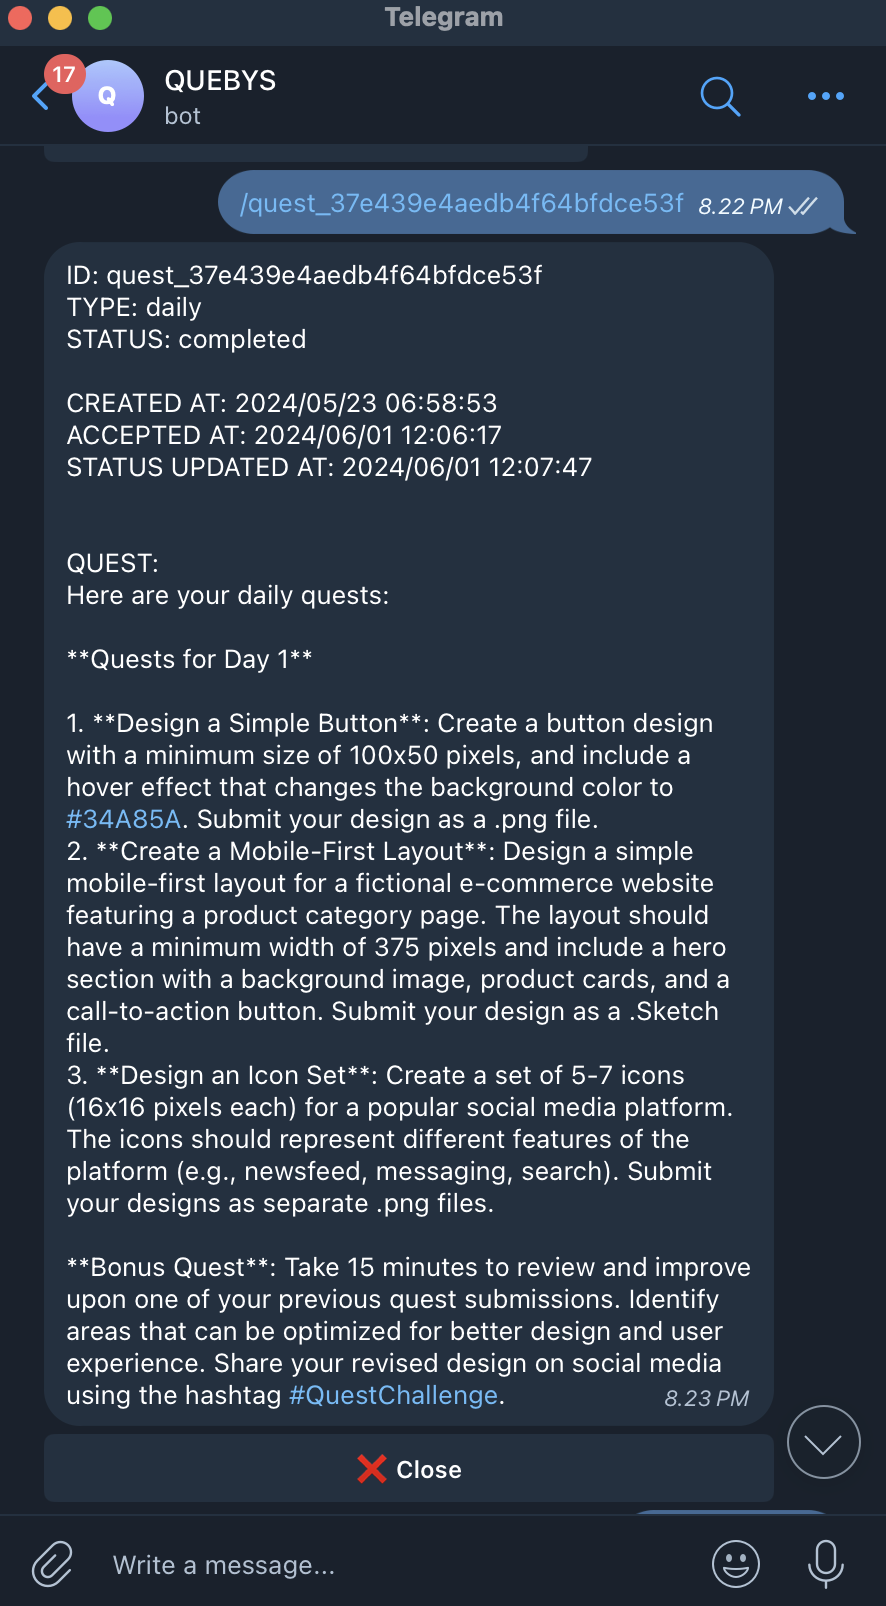 Telegram
17
Q
QUEBYS
bot
/quest_37e439e4aedb4f64bfdce53f 8.22 PM
ID: quest_37e439e4aedb4f64bfdce53f
TYPE: daily
STATUS: completed
CREATED AT: 2024/05/23 06:58:53
ACCEPTED AT: 2024/06/01 12:06:17
STATUS UPDATED AT: 2024/06/01 12:07:47
QUEST:
Here are your daily quests:
**Quests for Day 1**
1. **Design a Simple Button**: Create a button design
with a minimum size of 100x50 pixels, and include a
hover effect that changes the background color to
#34A85A. Submit your design as a .png file.
2. **Create a Mobile-First Layout**: Design a simple
mobile-first layout for a fictional e-commerce website
featuring a product category page. The layout should
have a minimum width of 375 pixels and include a hero
section with a background image, product cards, and a
call-to-action button. Submit your design as a .Sketch
file.
3. **Design an Icon Set**: Create a set of 5-7 icons
(16x16 pixels each) for a popular social media platform.
The icons should represent different features of the
platform (e.g., newsfeed, messaging, search). Submit
your designs as separate .png files.
**Bonus Quest**: Take 15 minutes to review and improve
upon one of your previous quest submissions. Identify
areas that can be optimized for better design and user
experience. Share your revised design on social media
using the hashtag #QuestChallenge. 8.23 PM
❌ Close
Write a message...